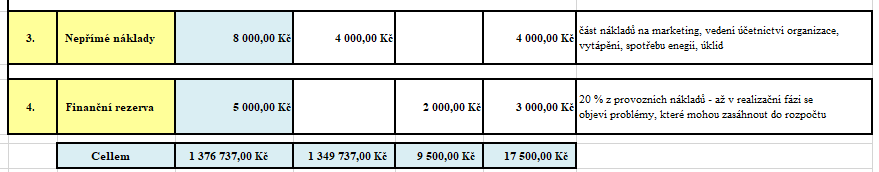 3. Nepřímé náklady 8 000,00 Kč 4 000,00 Kč 4 000,00 Kč část nákladů na marketing, vedení účetnictví organizace,
vytápění, spotřebu enegii, úklid
4. Finanční rezerva 5 000,00 Kč 2 000,00 Kč 3 000,00 Kč 20 % z provozních nákladů - až v realizační fázi se
objeví problémy, které mohou zasáhnout do rozpočtu
Cellem 1 376 737,00 Kč 1 349 737,00 Kč 9 500,00 Kč 17 500,00 Kč